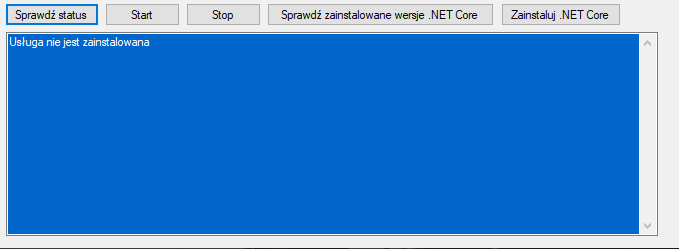 Sprawdź status Start Stop Sprawdź zainstalowane wersje .NET Core Zainstaluj .NET Core
Usługa nie jest zainstalowana